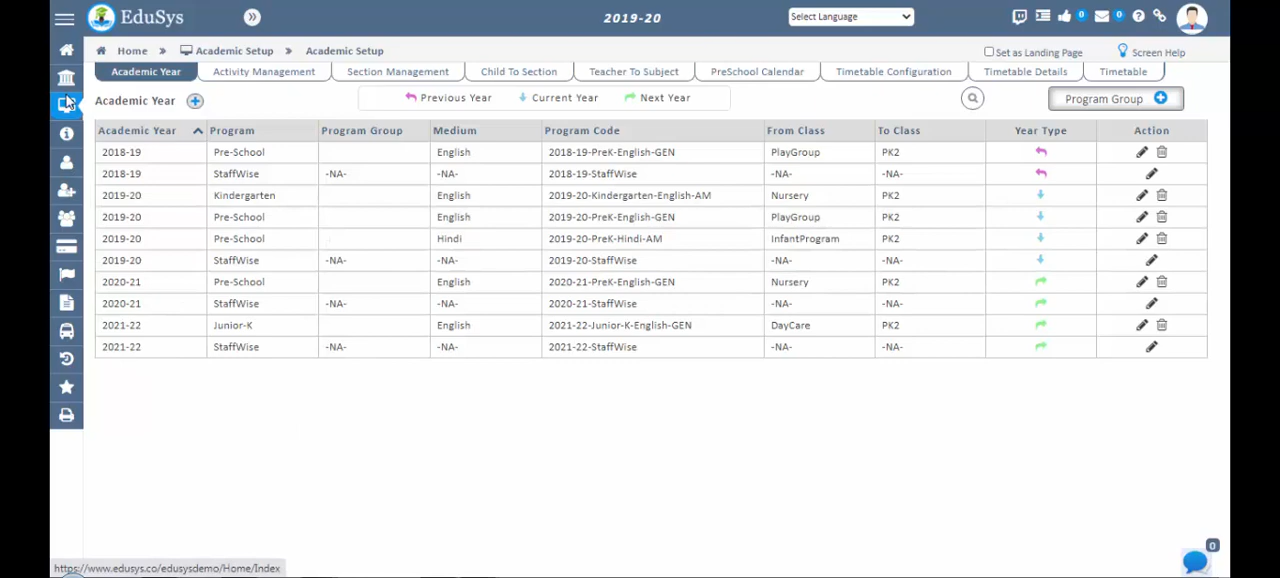 EduSys
2019-20
Select Language
0
0
Home » Academic Setup » Academic Setup
Set as Landing Page
Screen Help
Academic Year
Activity Management
Section Management
Child To Section
Teacher To Subject
PreSchool Calendar
Timetable Configuration
Timetable Details
Timetable
Academic Year
Previous Year
Current Year
Next Year
Program Group
Academic Year Program Program Group Medium Program Code From Class To Class Year Type Action
2018-19 Pre-School English 2018-19-PreK-English-GEN PlayGroup PK2
2018-19 StaffWise -NA- -NA- 2018-19-StaffWise -NA- -NA-
2019-20 Kindergarten English 2019-20-Kindergarten-English-AM Nursery PK2
2019-20 Pre-School English 2019-20-PreK-English-GEN PlayGroup PK2
2019-20 Pre-School Hindi 2019-20-PreK-Hindi-AM InfantProgram PK2
2019-20 StaffWise -NA- -NA- 2019-20-StaffWise -NA- -NA-
2020-21 Pre-School English 2020-21-PreK-English-GEN Nursery PK2
2020-21 StaffWise -NA- -NA- 2020-21-StaffWise -NA- -NA-
2021-22 Junior-K English 2021-22-Junior-K-English-GEN DayCare PK2
2021-22 StaffWise -NA- -NA- 2021-22-StaffWise -NA- -NA-
0
https://www.edusys.co/edusysdemo/Home/Index